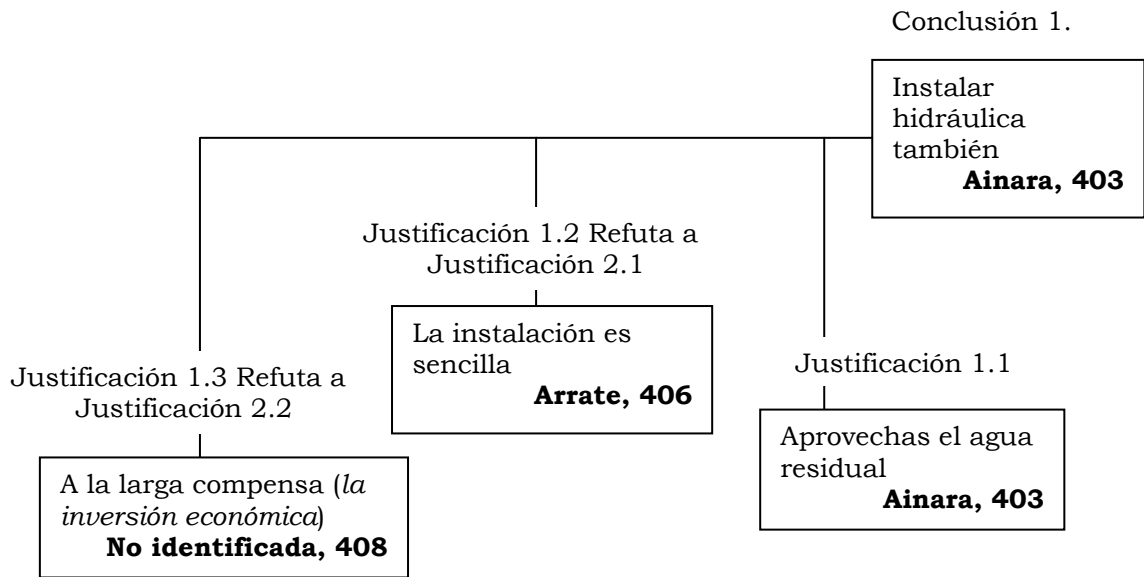 Conclusión 1.
Instalar
hidráulica
también
Ainara, 403
Justificación 1.2 Refuta a
Justificación 2.1
La instalación es
sencilla
Arrate, 406
Justificación 1.1
Aprovechas el agua
residual
Ainara, 403
Justificación 1.3 Refuta a
Justificación 2.2
A la larga compensa (la
inversión económica)
No identificada, 408